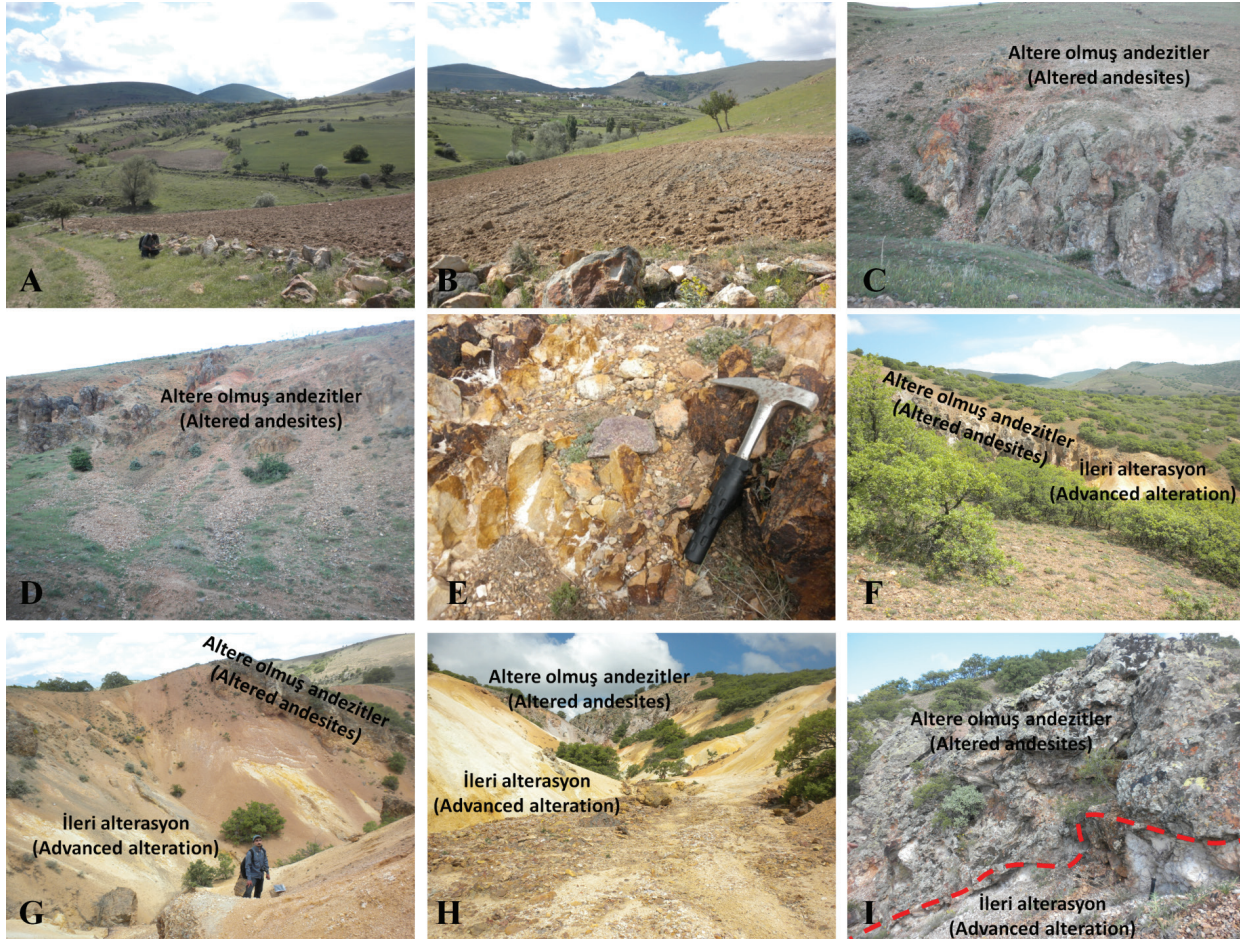 A
B
Altere olmuş andezitler
(Altered andesites)
C
Altere olmuş andezitler
(Altered andesites)
D
E
Altere olmuş andezitler
(Altered andesites)
İleri alterasyon
(Advanced alteration)
F
Altere olmuş andezitler
(Altered andesites)
İleri alterasyon
(Advanced alteration)
G
Altere olmuş andezitler
(Altered andesites)
İleri alterasyon
(Advanced alteration)
H
Altere olmuş andezitler
(Altered andesites)
İleri alterasyon
(Advanced alteration)
I